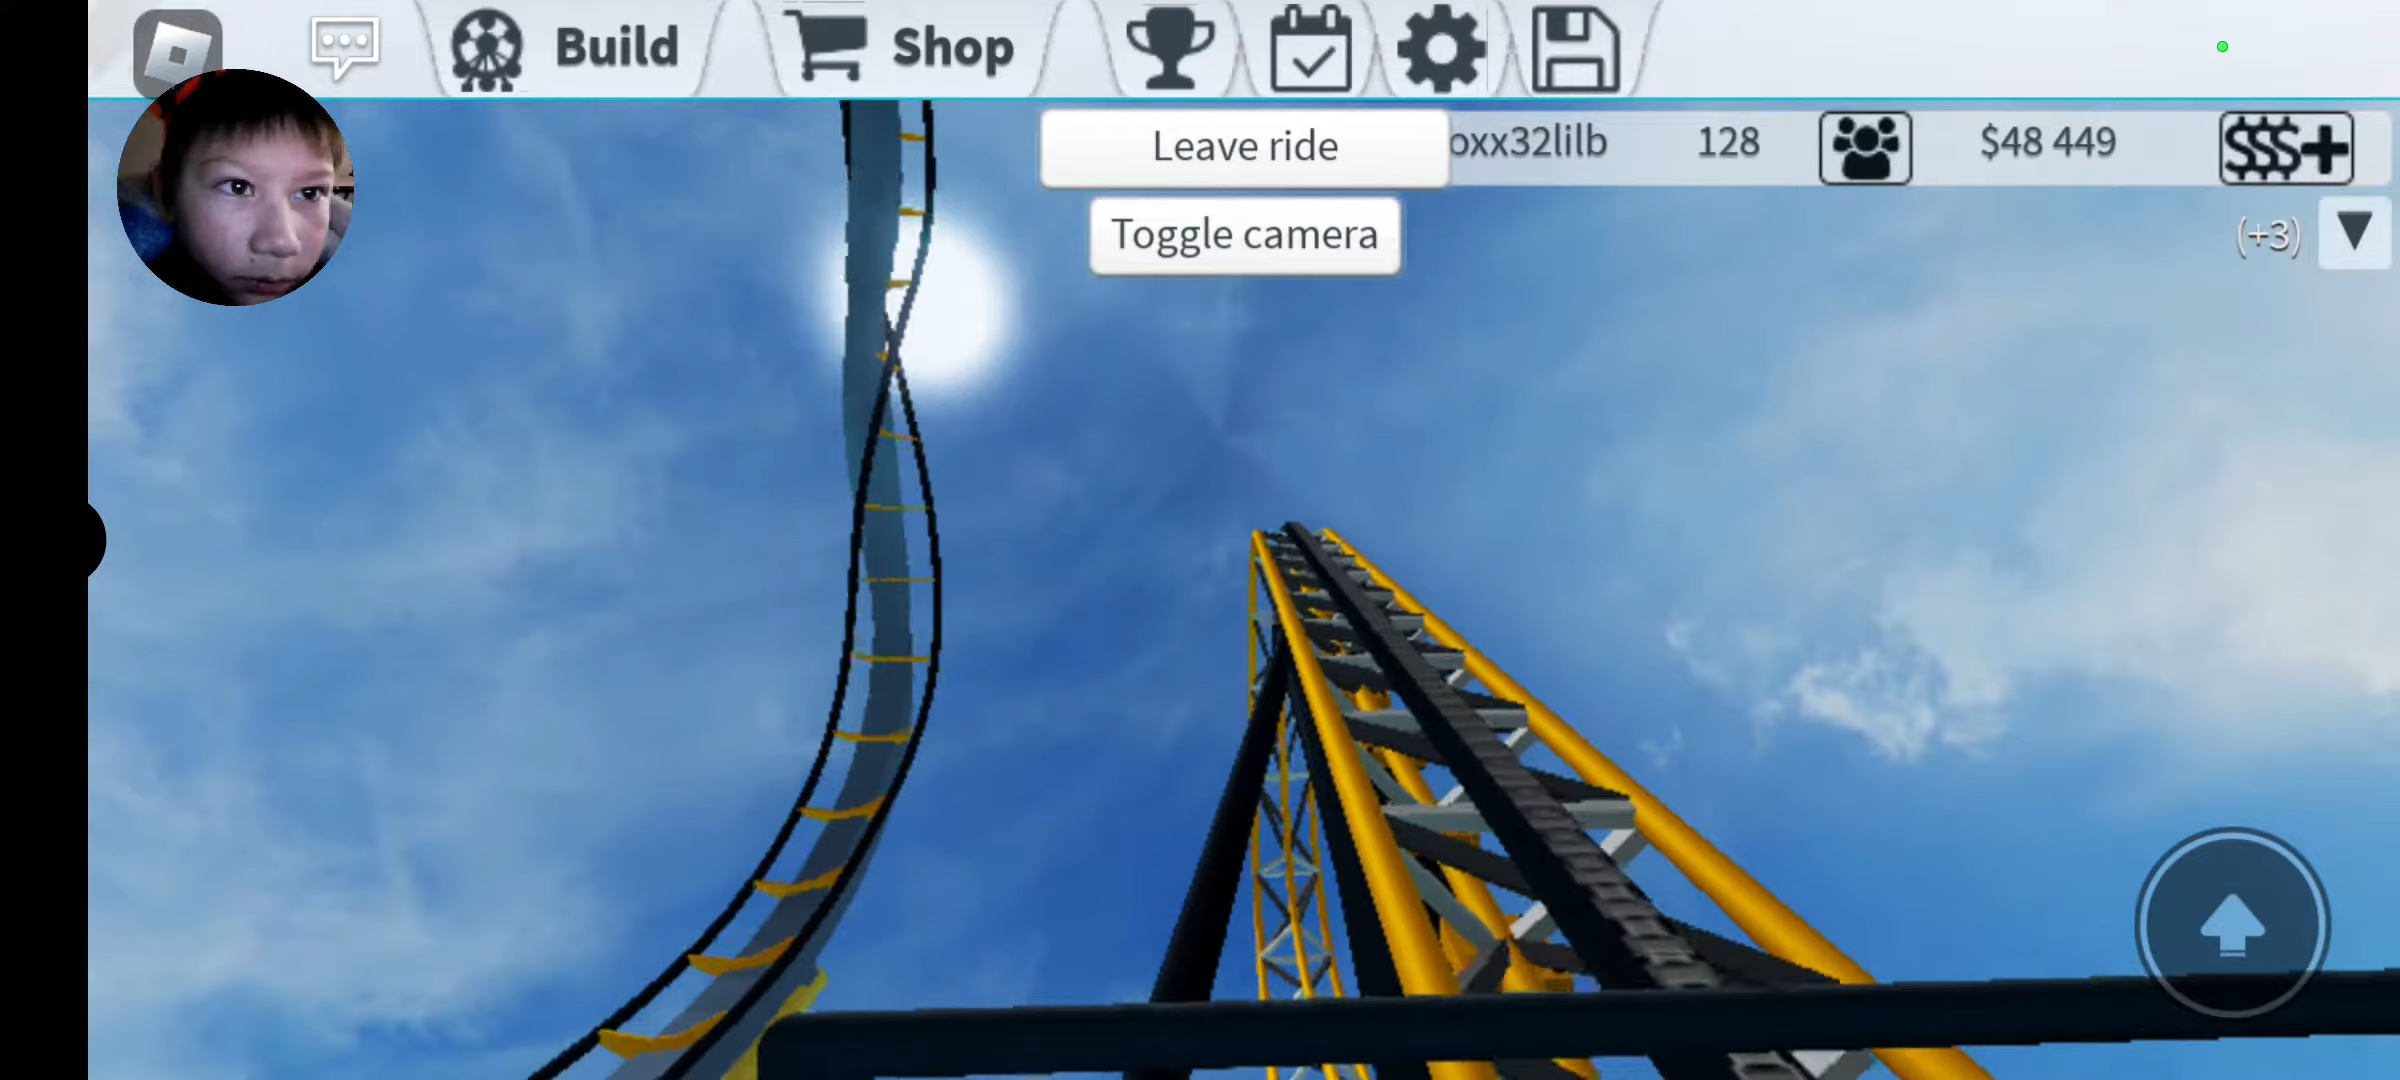 Build Shop
Leave ride oxx32lilb 128 $48 449 $$$+
Toggle camera (+3)